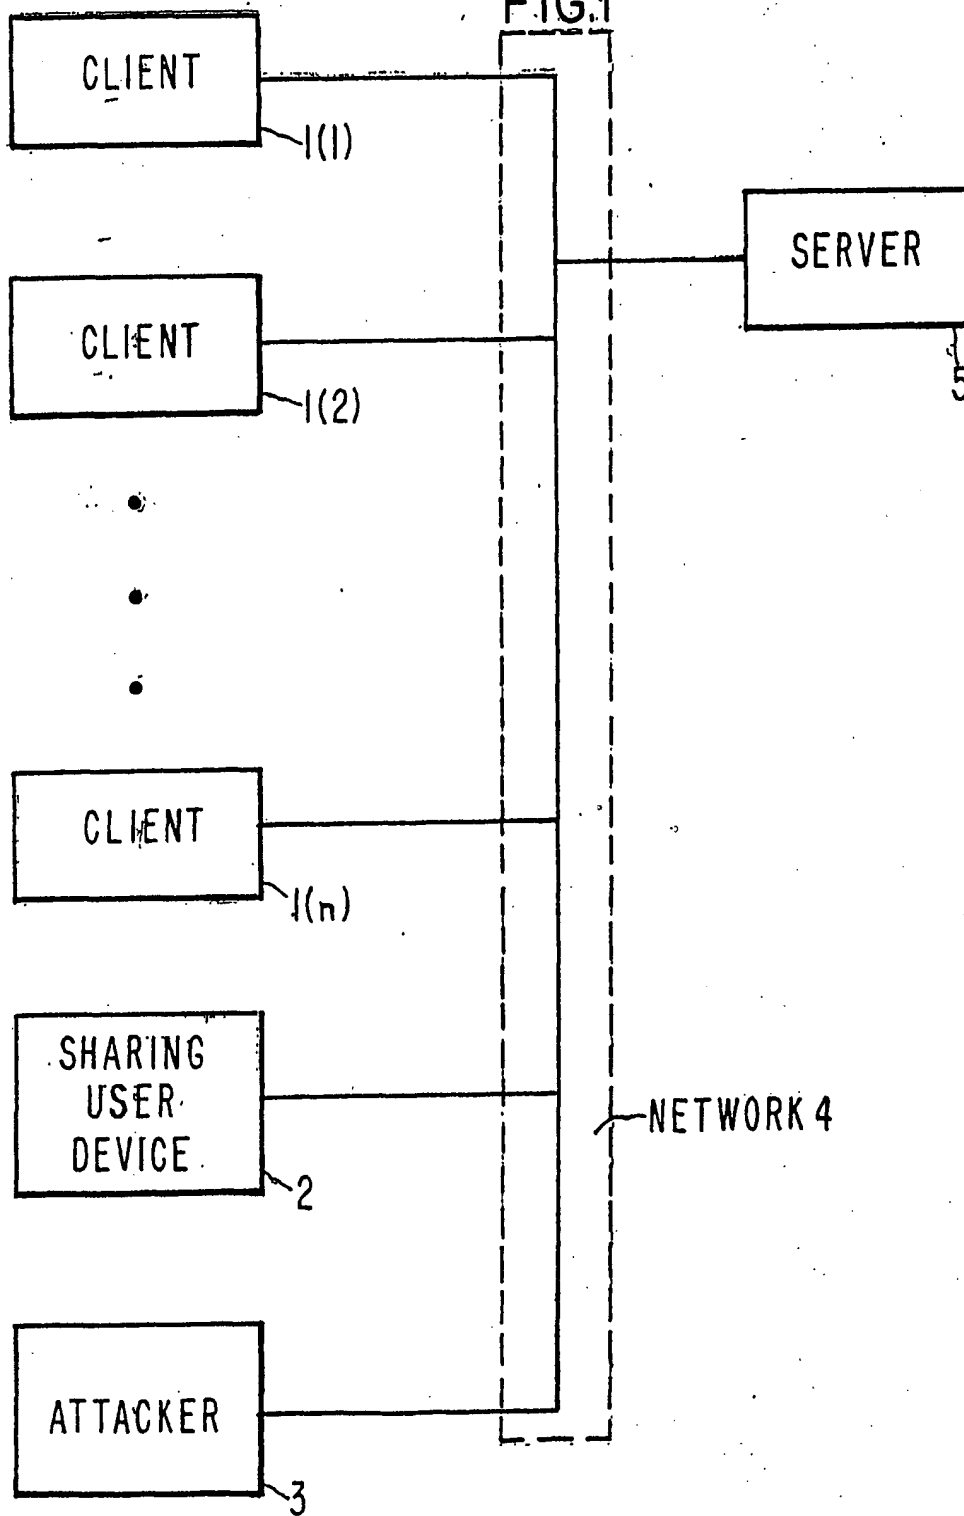 FIG.1
CLIENT
1(1)
SERVER
5
CLIENT
1(2)
CLIENT
1(n)
SHARING
USER
DEVICE
2
NETWORK 4
ATTACKER
3